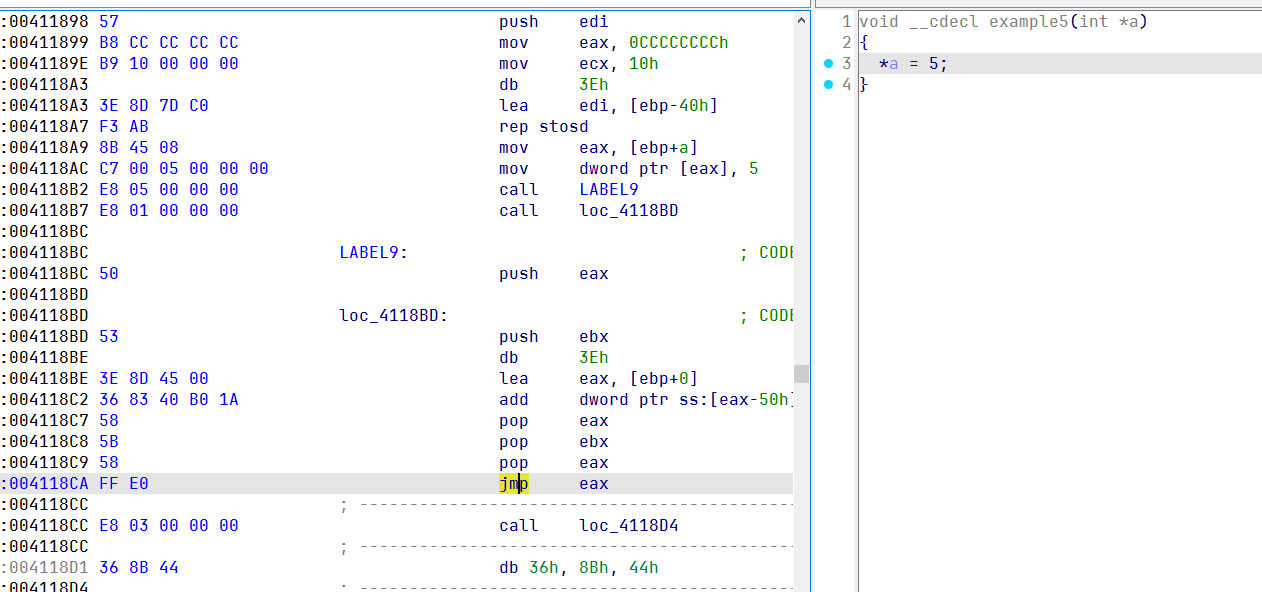 :00411898 57 push edi
:00411899 B8 CC CC CC CC mov eax, 0CCCCCCCCh
:0041189E B9 10 00 00 00 mov ecx, 10h
:004118A3 db 3Eh
:004118A3 3E 8D 7D C0 lea edi, [ebp-40h]
:004118A7 F3 AB rep stosd
:004118A9 8B 45 08 mov eax, [ebp+a]
:004118AC C7 00 05 00 00 00 mov dword ptr [eax], 5
:004118B2 E8 05 00 00 00 call LABEL9
:004118B7 E8 01 00 00 00 call loc_4118BD
:004118BC
:004118BC LABEL9: ; CODE
:004118BC 50 push eax
:004118BD
:004118BD loc_4118BD: ; CODE
:004118BD 53 push ebx
:004118BE db 3Eh
:004118BE 3E 8D 45 00 lea eax, [ebp+0]
:004118C2 36 83 40 B0 1A add dword ptr ss:[eax-50h]
:004118C7 58 pop eax
:004118C8 5B pop ebx
:004118C9 58 pop eax
:004118CA FF E0 jmp eax
:004118CC ; --------------------------------------------
:004118CC E8 03 00 00 00 call loc_4118D4
:004118CC ; --------------------------------------------
:004118D1 36 8B 44 db 36h, 8Bh, 44h
:004118D4 ; --------------------------------------------
1 void __cdecl example5(int *a)
2 {
3 *a = 5;
4 }